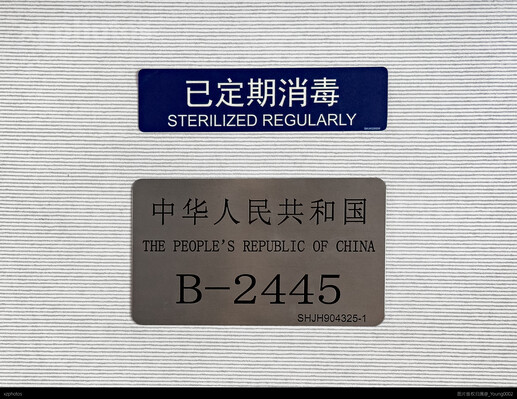 已定期消毒
STERILIZED REGULARLY
中华人民共和国
THE PEOPLE'S REPUBLIC OF CHINA
B-2445
SHJH904325-1